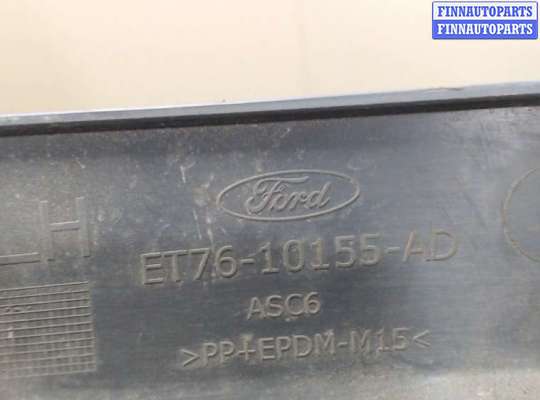 FINNAUTOPARTS
FINNAUTOPARTS
Ford
LH
ET76-10155-AD
ASC6
>PP+EPDM-M15<